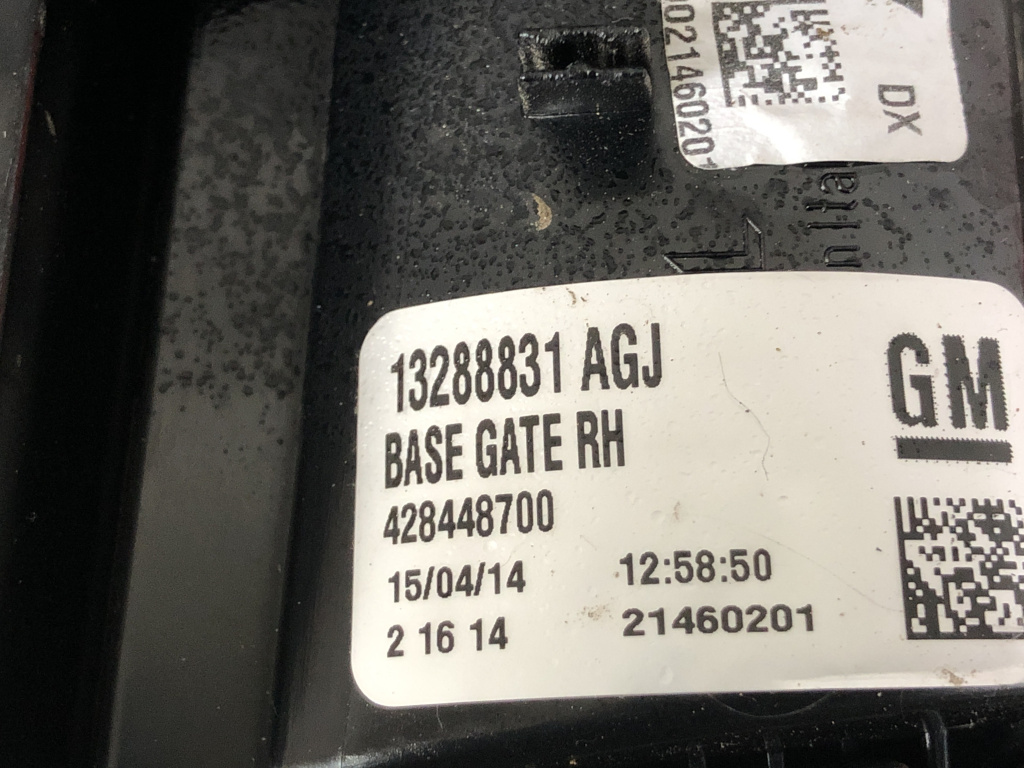 DX
13288831 AGJ
GM
BASE GATE RH
428448700
15/04/14 12:58:50
2 16 14 21460201